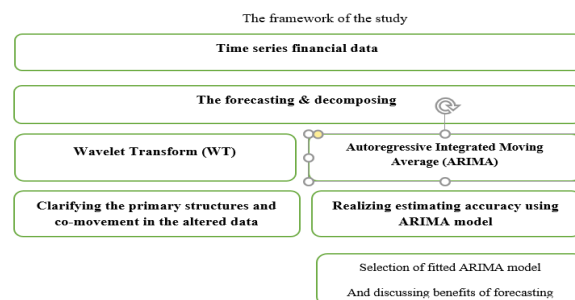 The framework of the study
Time series financial data
The forecasting & decomposing
Wavelet Transform (WT)
Autoregressive Integrated Moving
Average (ARIMA)
Clarifying the primary structures and
co-movement in the altered data
Realizing estimating accuracy using
ARIMA model
Selection of fitted ARIMA model
And discussing benefits of forecasting